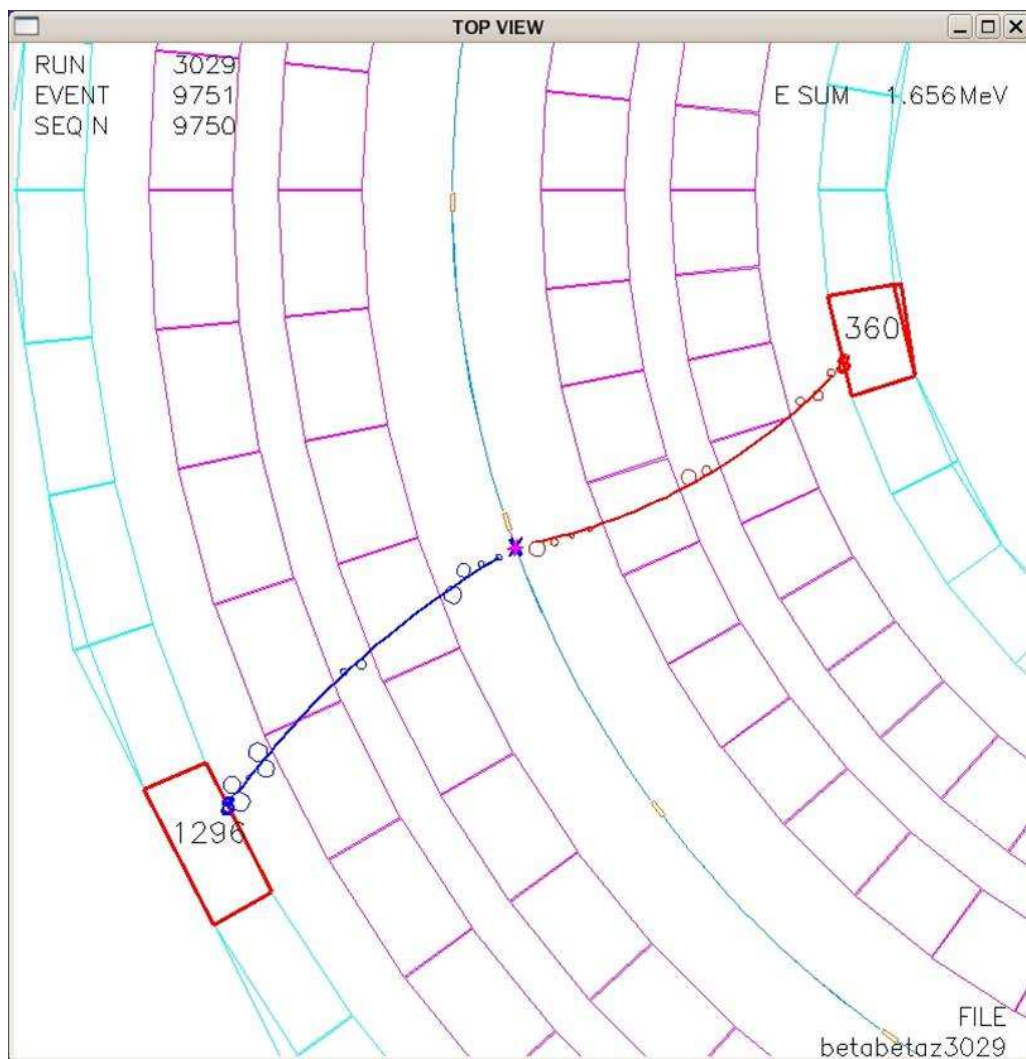 TOP VIEW
RUN 3029
EVENT 9751
SEQ N 9750
E SUM 1.656MeV
360
1296
FILE
betabetaz3029